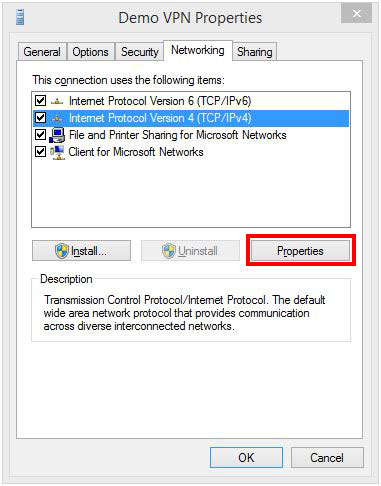 Demo VPN Properties
General Options Security Networking Sharing
This connection uses the following items:
Internet Protocol Version 6 (TCP/IPv6)
Internet Protocol Version 4 (TCP/IPv4)
File and Printer Sharing for Microsoft Networks
Client for Microsoft Networks
Install... Uninstall Properties
Description
Transmission Control Protocol/Internet Protocol. The default
wide area network protocol that provides communication
across diverse interconnected networks.
OK Cancel